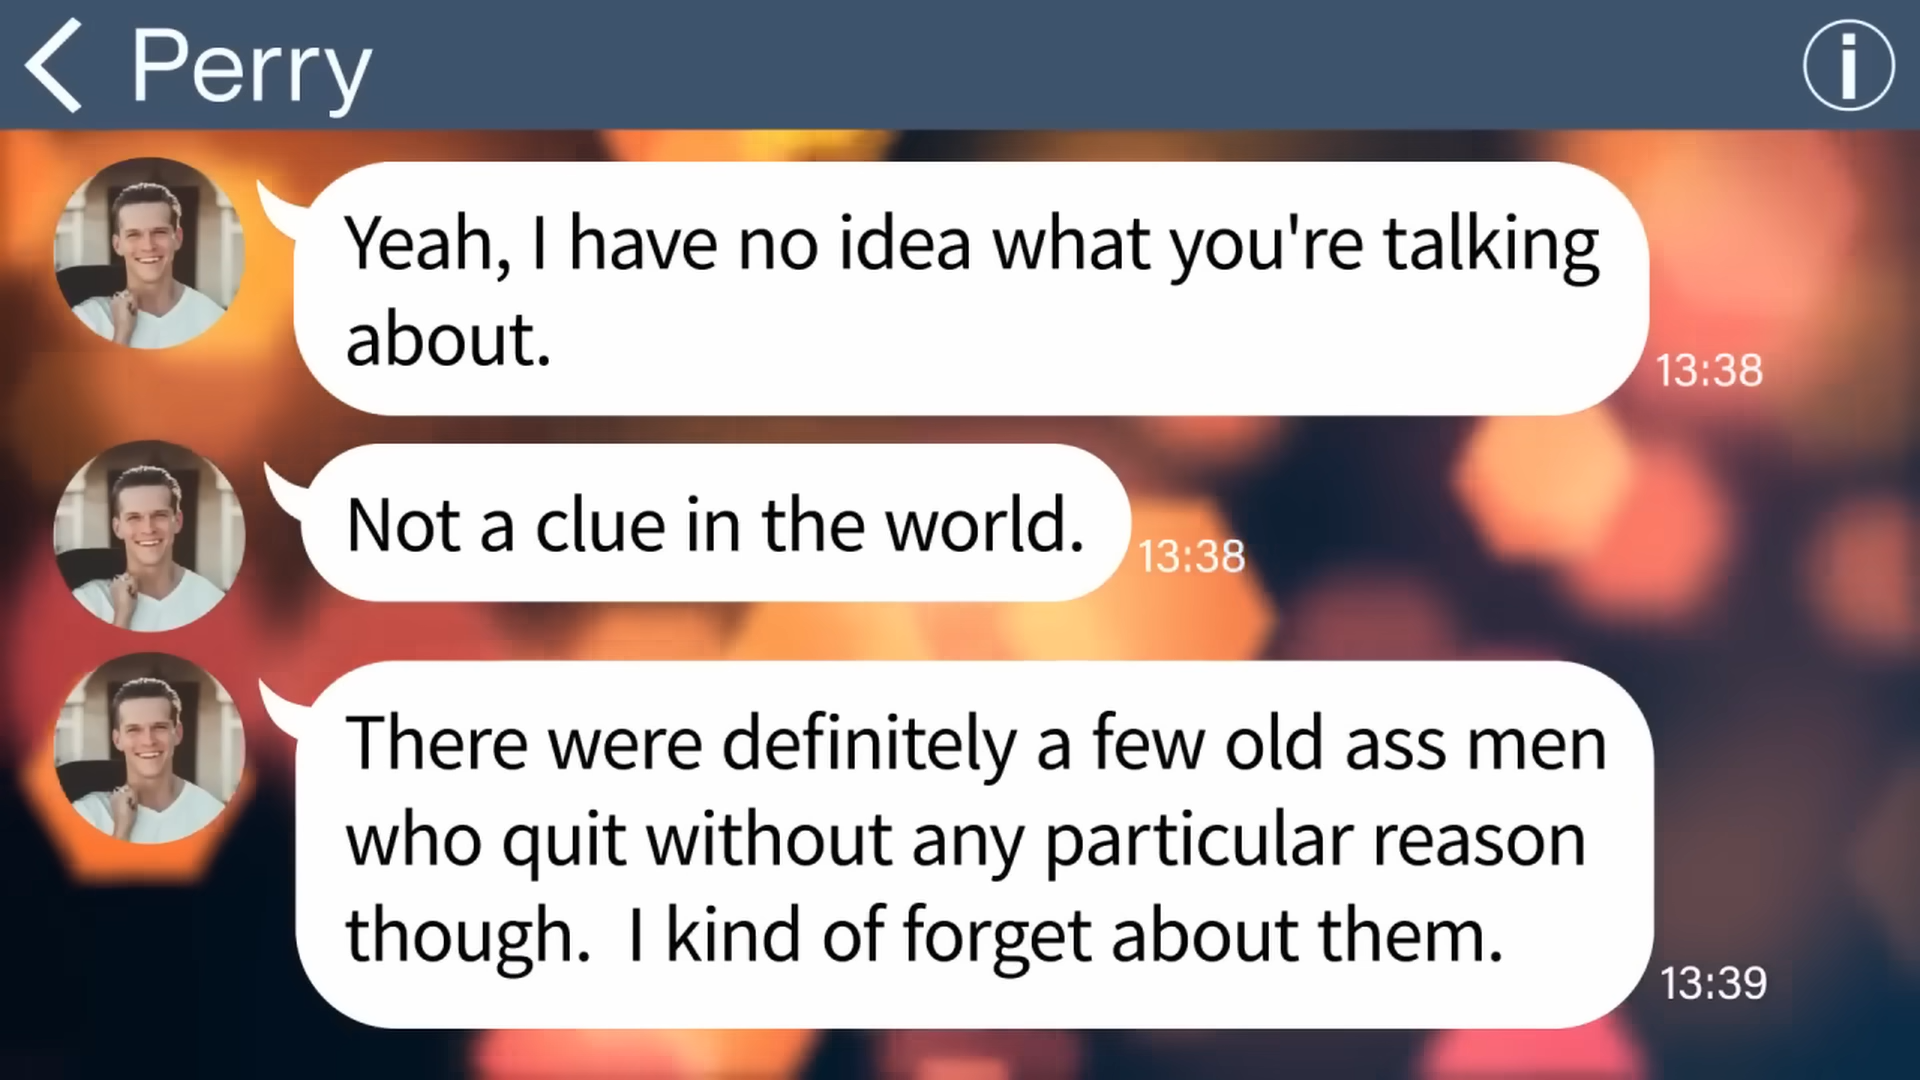 Perry
Yeah, I have no idea what you're talking
about.
13:38
Not a clue in the world.
13:38
There were definitely a few old ass men
who quit without any particular reason
though.  I kind of forget about them.
13:39